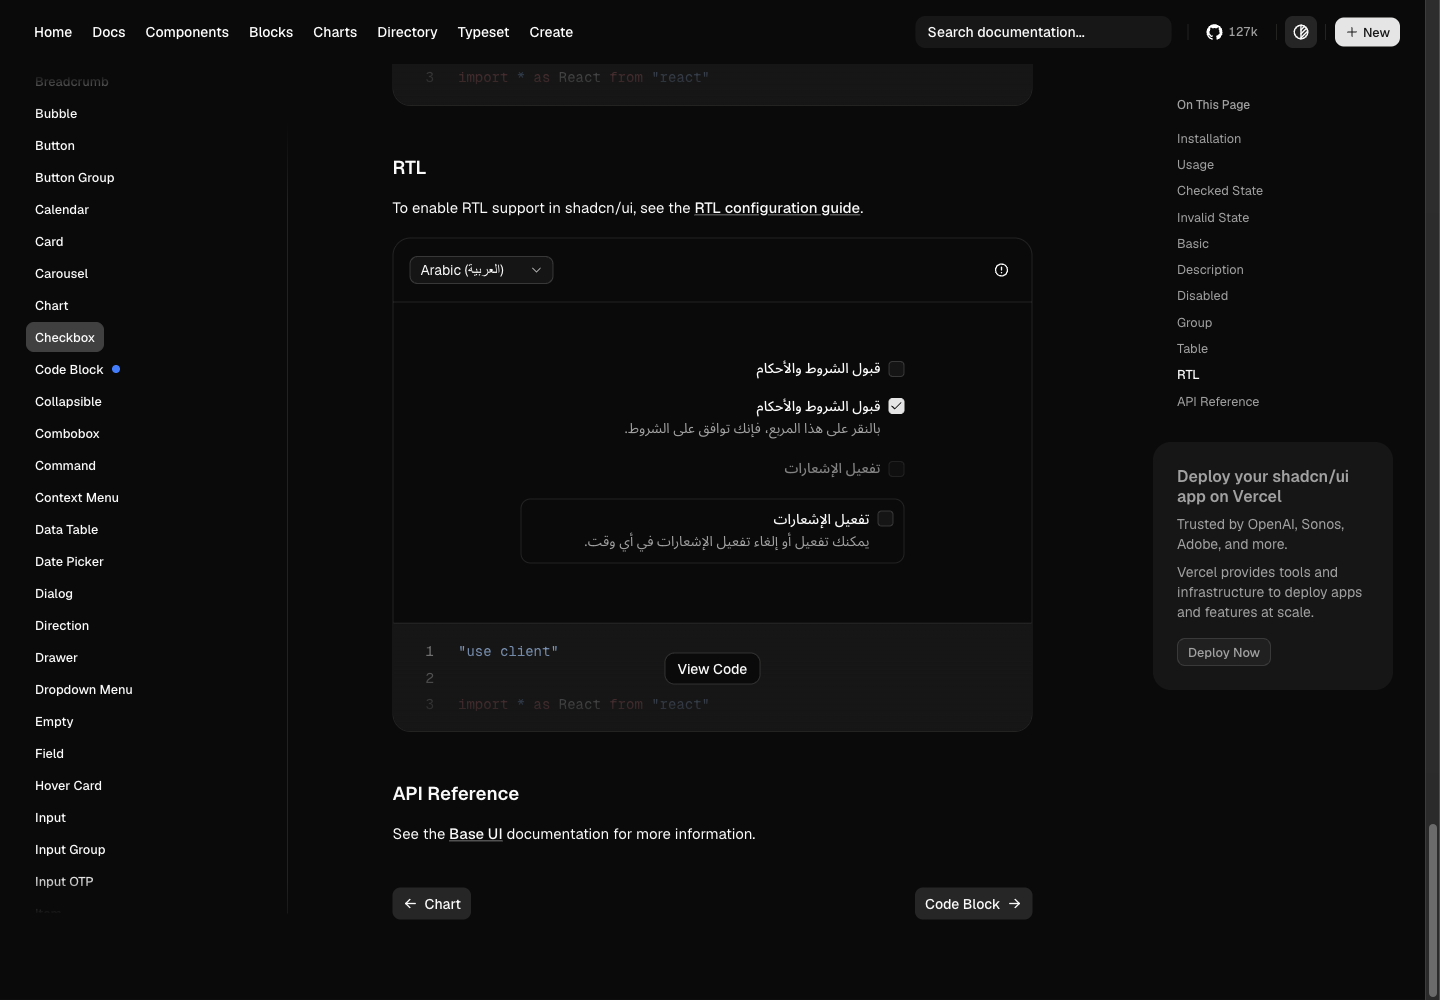 Home Docs Components Blocks Charts Directory Typeset Create
Search documentation...
127k
New
Breadcrumb
Bubble
Button
Button Group
Calendar
Card
Carousel
Chart
Checkbox
Code Block
Collapsible
Combobox
Command
Context Menu
Data Table
Date Picker
Dialog
Direction
Drawer
Dropdown Menu
Empty
Field
Hover Card
Input
Input Group
Input OTP
3 import * as React from "react"
RTL
To enable RTL support in shadcn/ui, see the RTL configuration guide.
Arabic (العربية)
قبول الشروط والأحكام
قبول الشروط والأحكام
بالنقر على هذا المربع، فإنك توافق على الشروط.
تفعيل الإشعارات
تفعيل الإشعارات
يمكنك تفعيل أو إلغاء تفعيل الإشعارات في أي وقت.
1 "use client"
2
View Code
3 import * as React from "react"
API Reference
See the Base UI documentation for more information.
Chart
Code Block
On This Page
Installation
Usage
Checked State
Invalid State
Basic
Description
Disabled
Group
Table
RTL
API Reference
Deploy your shadcn/ui
app on Vercel
Trusted by OpenAI, Sonos,
Adobe, and more.
Vercel provides tools and
infrastructure to deploy apps
and features at scale.
Deploy Now